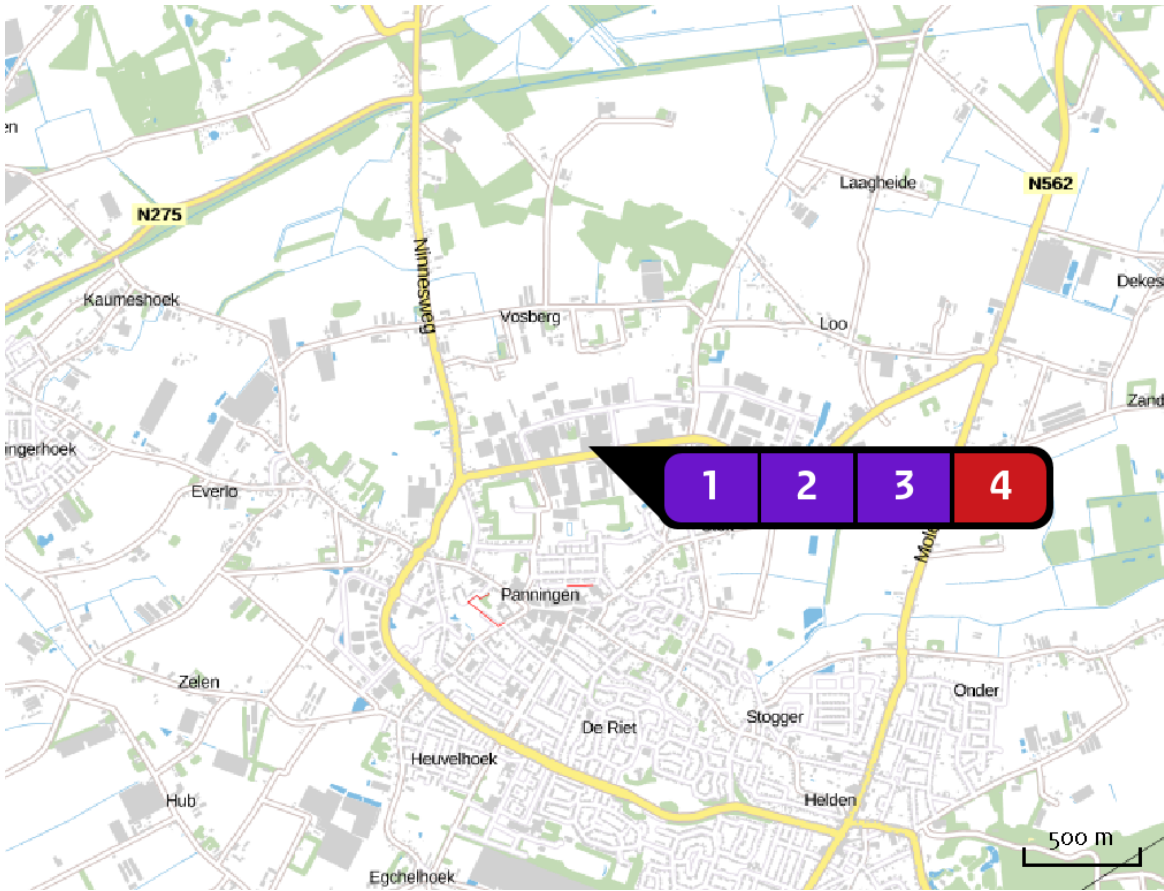 en
Laagheide
N562
N275
Ninnesweg
Dekes
Kaumeshoek
Vosberg
Loo
Zand
ingerhoek
Everlo
1 2 3 4
Mole
Panningen
Zelen
Onder
Stogger
De Riet
Heuvelhoek
Hub
Helden
500 m
Egchelhoek